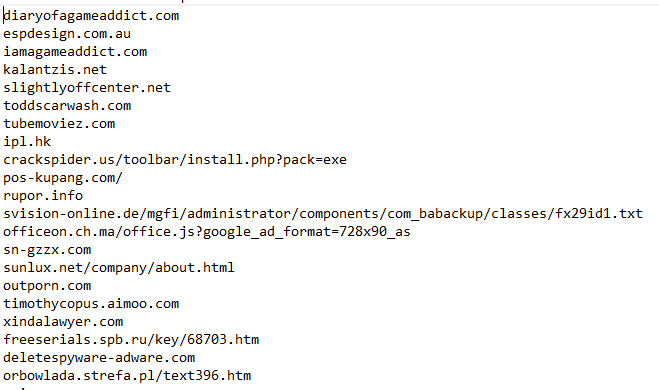 diaryofagameaddict.com
espdesign.com.au
iamagameaddict.com
kalantzis.net
slightlyoffcenter.net
toddscarwash.com
tubemoviez.com
ipl.hk
crackspider.us/toolbar/install.php?pack=exe
pos-kupang.com/
rupor.info
svision-online.de/mgfi/administrator/components/com_babackup/classes/fx29id1.txt
officeon.ch.ma/office.js?google_ad_format=728x90_as
sn-gzzx.com
sunlux.net/company/about.html
outporn.com
timothycopus.aimoo.com
xindalawyer.com
freeserials.spb.ru/key/68703.htm
deletespyware-adware.com
orbowlada.strefa.pl/text396.htm